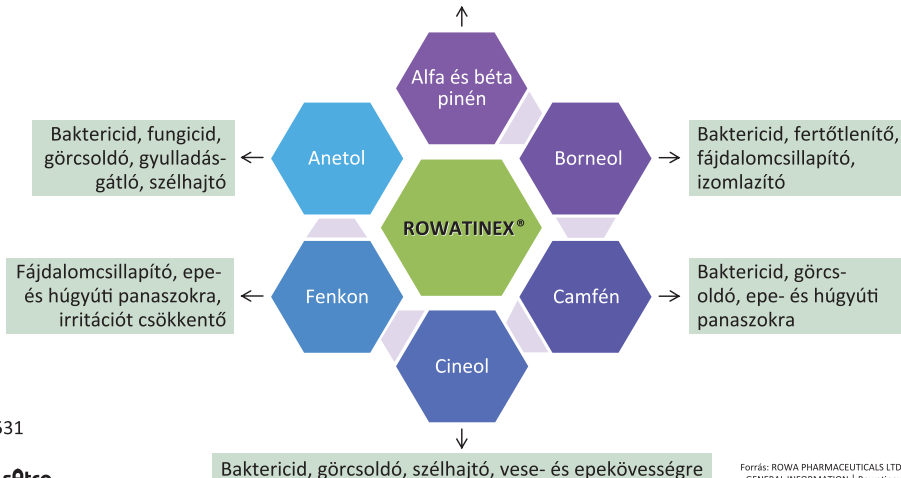 Alfa és béta
pinén
Baktericid, fungicid,
görcsoldó, gyulladás-
gátló, szélhajtó
Anetol
Borneol
Baktericid, fertőtlenítő,
fájdalomcsillapító,
izomlazító
ROWATINEX®
Fájdalomcsillapító, epe-
és húgyúti panaszokra,
irritációt csökkentő
Fenkon
Camfén
Baktericid, görcs-
oldó, epe- és húgyúti
panaszokra
Cineol
Baktericid, görcsoldó, szélhajtó, vese- és epekövességre
Forrás: ROWA PHARMACEUTICALS LTD
GENERAL INFORMATION |